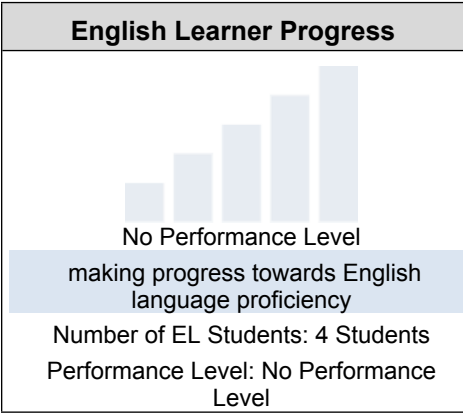 English Learner Progress
No Performance Level
making progress towards English
language proficiency
Number of EL Students: 4 Students
Performance Level: No Performance
Level